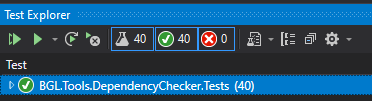 Test Explorer
40 40 0
Test
BGL.Tools.DependencyChecker.Tests (40)